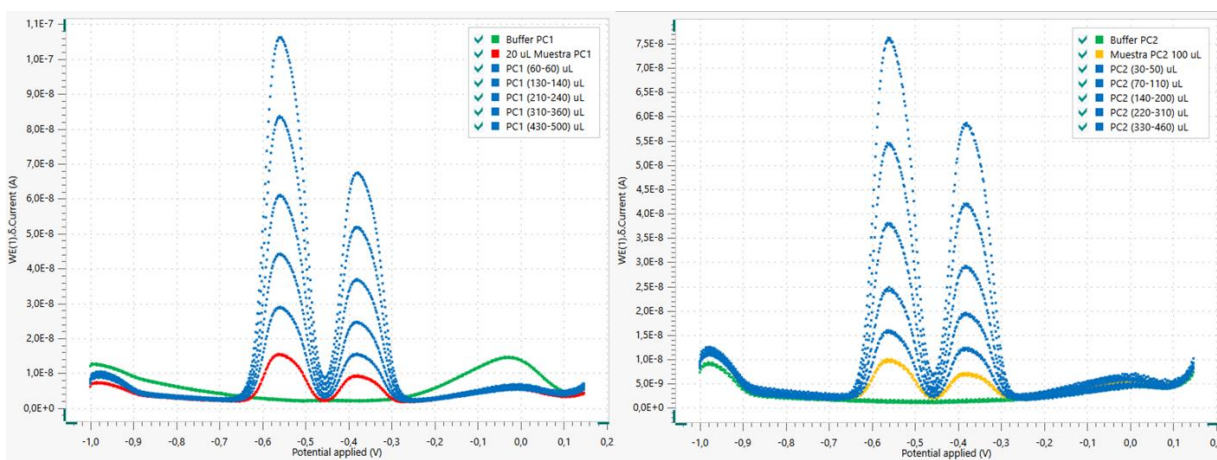 1,1E-7
1,0E-7
9,0E-8
8,0E-8
7,0E-8
6,0E-8
5,0E-8
4,0E-8
3,0E-8
2,0E-8
1,0E-8
0,0E+0
WE(1).δ.Current (A)
-1,0 -0,9 -0,8 -0,7 -0,6 -0,5 -0,4 -0,3 -0,2 -0,1 0,0 0,1 0,2
Potential applied (V)
Buffer PC1
20 uL Muestra PC1
PC1 (60-60) uL
PC1 (130-140) uL
PC1 (210-240) uL
PC1 (310-360) uL
PC1 (430-500) uL
7,5E-8
7,0E-8
6,5E-8
6,0E-8
5,5E-8
5,0E-8
4,5E-8
4,0E-8
3,5E-8
3,0E-8
2,5E-8
2,0E-8
1,5E-8
1,0E-8
5,0E-9
0,0E+0
WE(1).δ.Current (A)
-1,0 -0,9 -0,8 -0,7 -0,6 -0,5 -0,4 -0,3 -0,2 -0,1 0,0 0,1
Potential applied (V)
Buffer PC2
Muestra PC2 100 uL
PC2 (30-50) uL
PC2 (70-110) uL
PC2 (140-200) uL
PC2 (220-310) uL
PC2 (330-460) uL